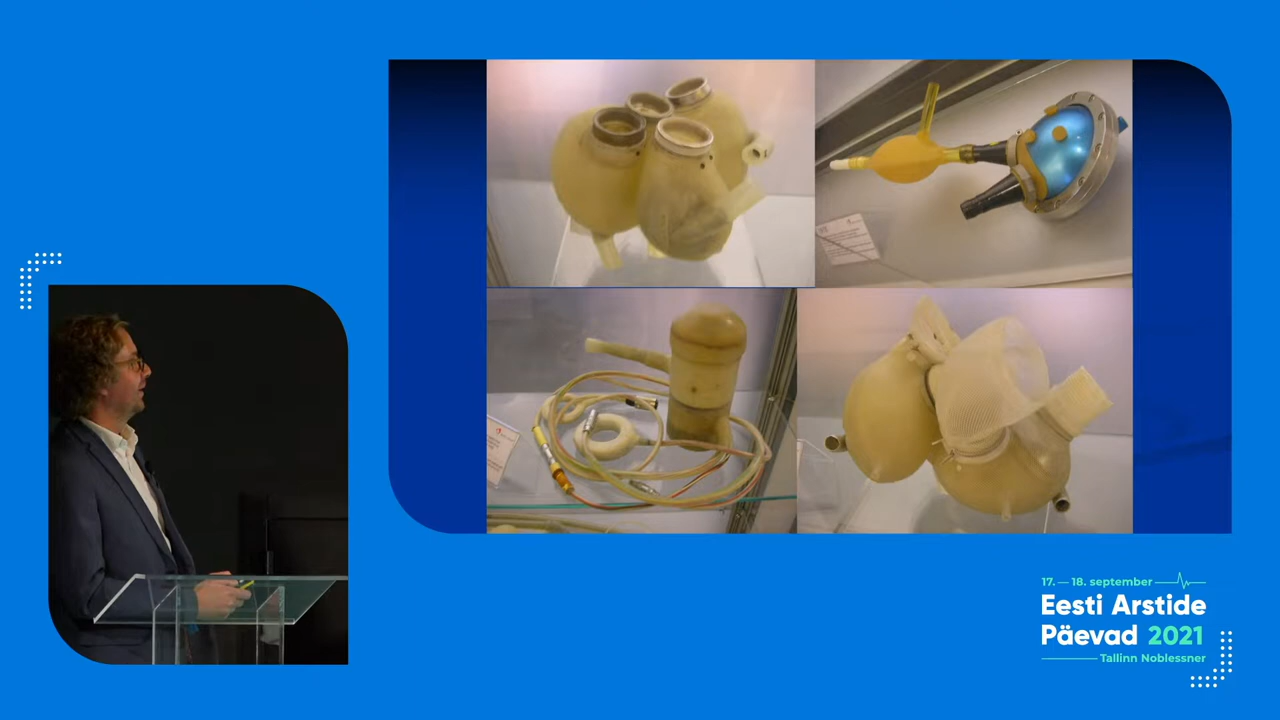 17. — 18. september
Eesti Arstide
Päevad 2021
Tallinn Noblessner